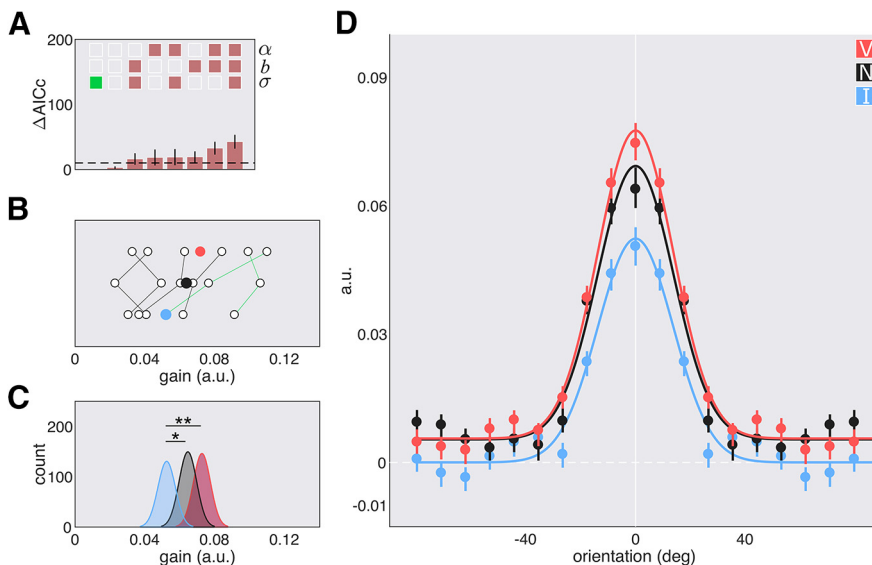 A
200
100
0
ΔAICc
α
b
σ
B
0
0.04
0.08
0.12
gain (a.u.)
C
200
100
0
count
**
*
0
0.04
0.08
0.12
gain (a.u.)
D
V
N
I
0.09
0.06
0.03
0
-0.01
a.u.
-40
0
40
orientation (deg)